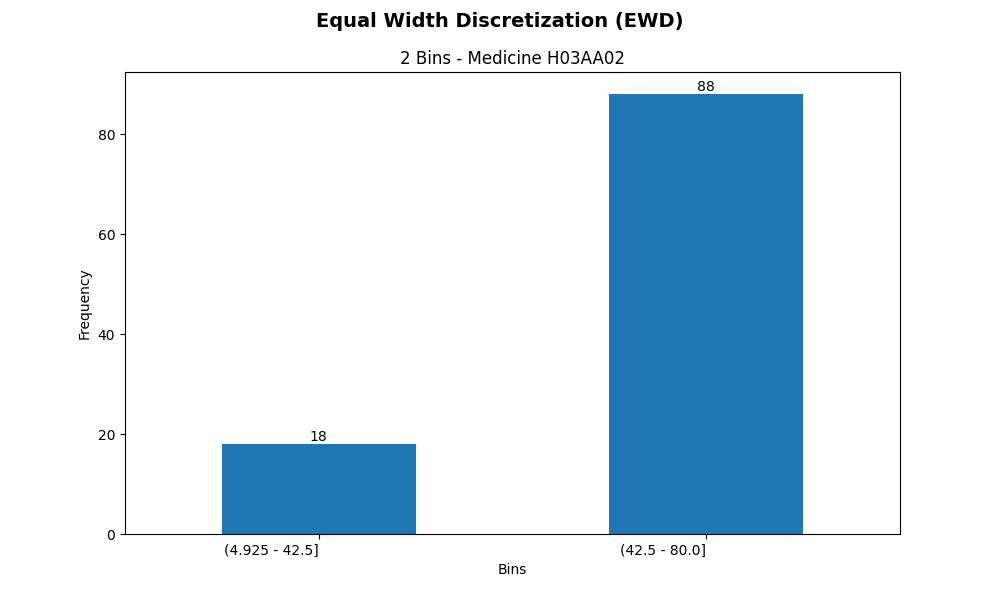 Equal Width Discretization (EWD)
2 Bins - Medicine H03AA02
88
80
60
40
20
0
Frequency
18
(4.925 - 42.5]
(42.5 - 80.0]
Bins